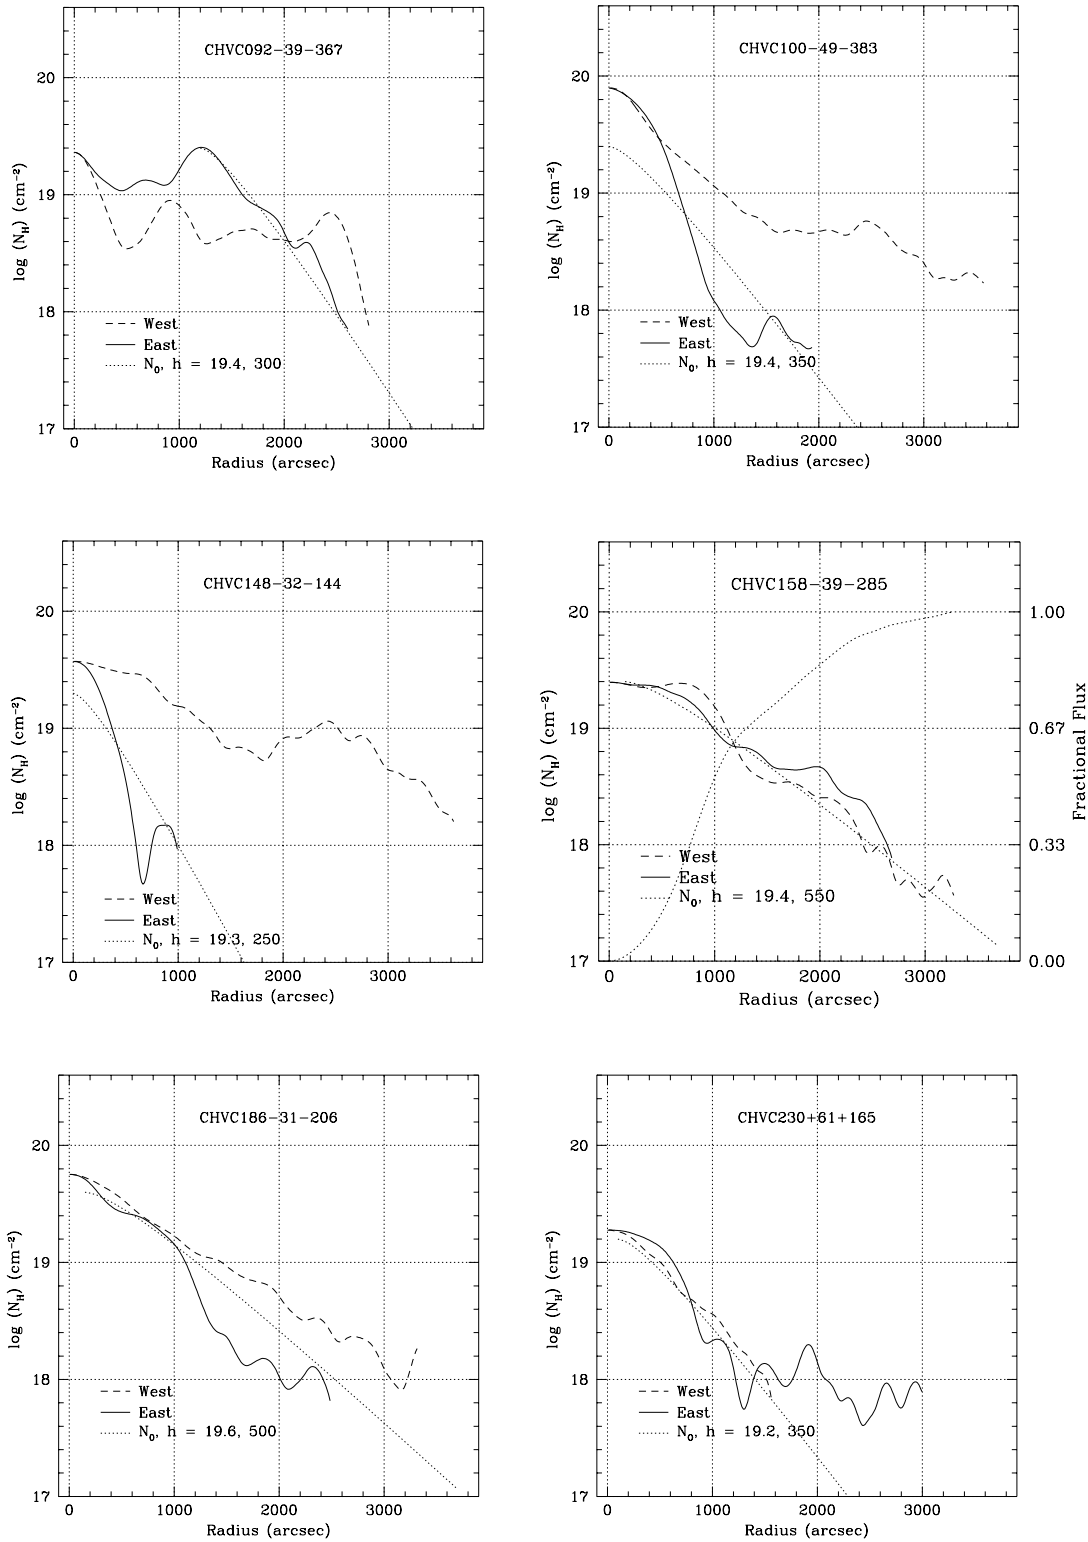 CHVC092-39-367
20
19
18
17
log (N_H) (cm⁻²)
West
East
N₀, h = 19.4, 300
0 1000 2000 3000
Radius (arcsec)
CHVC100-49-383
20
19
18
17
log (N_H) (cm⁻²)
West
East
N₀, h = 19.4, 350
0 1000 2000 3000
Radius (arcsec)
CHVC148-32-144
20
19
18
17
log (N_H) (cm⁻²)
West
East
N₀, h = 19.3, 250
0 1000 2000 3000
Radius (arcsec)
CHVC158-39-285
20
19
18
17
log (N_H) (cm⁻²)
1.00
0.67
0.33
0.00
Fractional Flux
West
East
N₀, h = 19.4, 550
0 1000 2000 3000
Radius (arcsec)
CHVC186-31-206
20
19
18
17
log (N_H) (cm⁻²)
West
East
N₀, h = 19.6, 500
0 1000 2000 3000
Radius (arcsec)
CHVC230+61+165
20
19
18
17
log (N_H) (cm⁻²)
West
East
N₀, h = 19.2, 350
0 1000 2000 3000
Radius (arcsec)